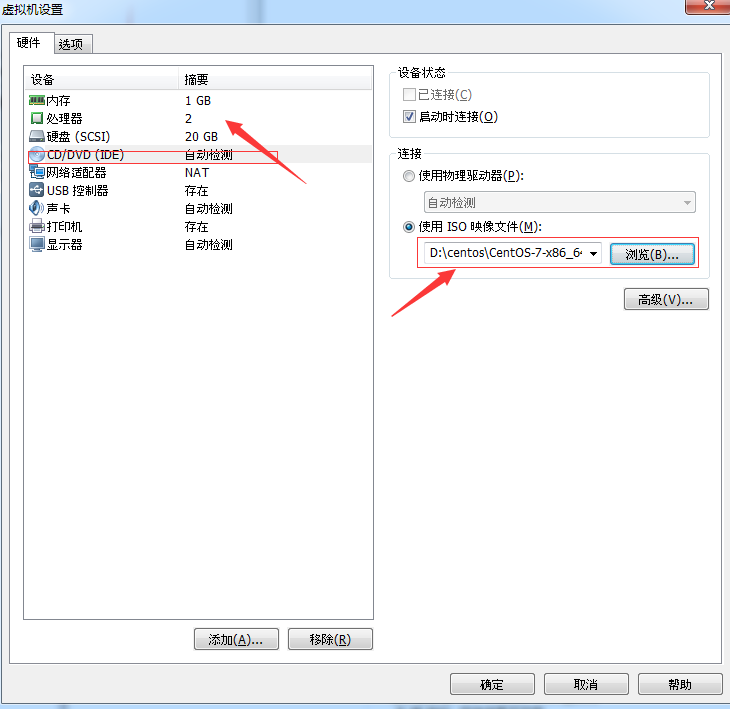 虚拟机设置
硬件 选项
设备 摘要
内存 1 GB
处理器 2
硬盘 (SCSI) 20 GB
CD/DVD (IDE) 自动检测
网络适配器 NAT
USB 控制器 存在
声卡 自动检测
打印机 存在
显示器 自动检测
添加(A)... 移除(R)
设备状态
已连接(C)
启动时连接(O)
连接
使用物理驱动器(P):
自动检测
使用 ISO 映像文件(M):
D:\centos\CentOS-7-x86_64 浏览(B)...
高级(V)...
确定 取消 帮助